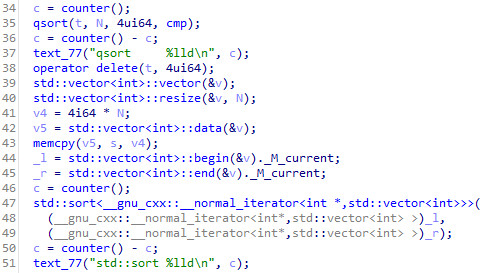 34 c = counter();
35 qsort(t, N, 4ui64, cmp);
36 c = counter() - c;
37 text_77("qsort     %lld\n", c);
38 operator delete(t, 4ui64);
39 std::vector<int>::vector(&v);
40 std::vector<int>::resize(&v, N);
41 v4 = 4i64 * N;
42 v5 = std::vector<int>::data(&v);
43 memcpy(v5, s, v4);
44 _l = std::vector<int>::begin(&v)._M_current;
45 _r = std::vector<int>::end(&v)._M_current;
46 c = counter();
47 std::sort<__gnu_cxx::__normal_iterator<int *,std::vector<int>>>(
48   (__gnu_cxx::__normal_iterator<int*,std::vector<int> >)_l,
49   (__gnu_cxx::__normal_iterator<int*,std::vector<int> >)_r);
50 c = counter() - c;
51 text_77("std::sort %lld\n", c);